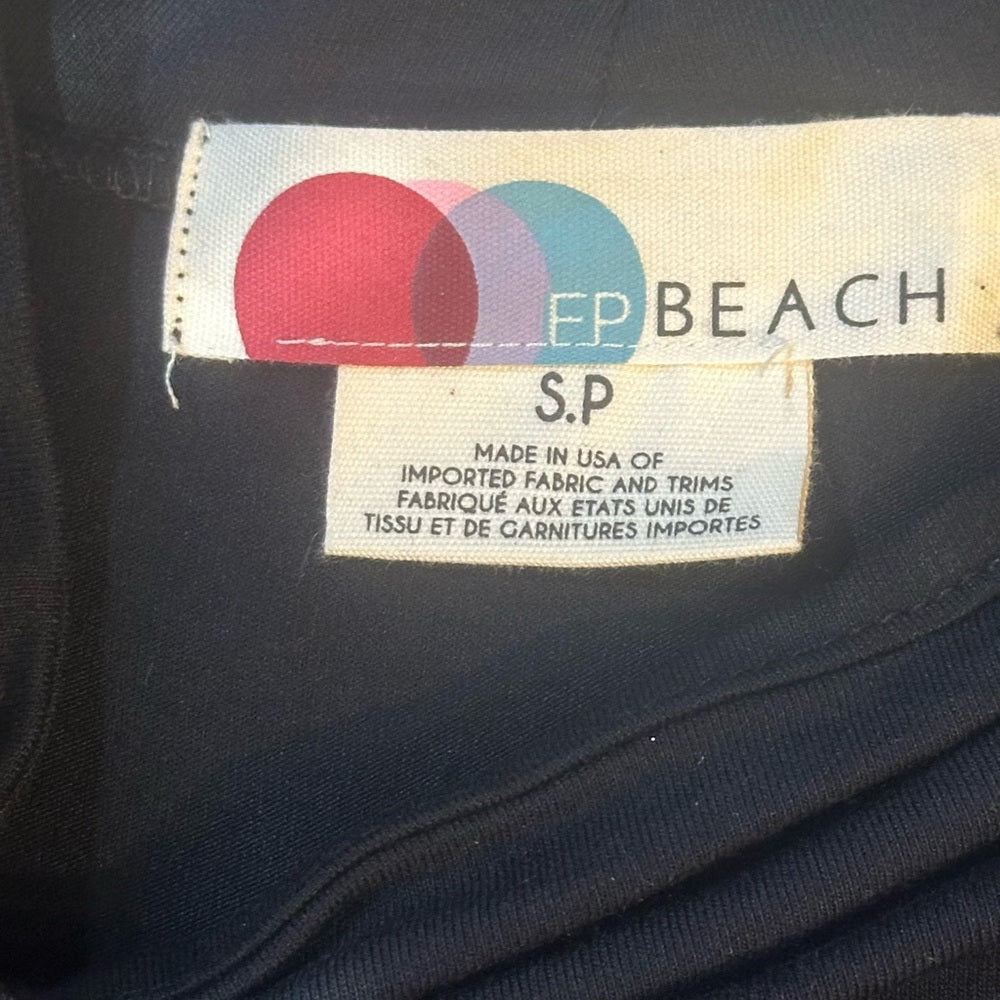 FP BEACH
S.P
MADE IN USA OF
IMPORTED FABRIC AND TRIMS
FABRIQUÉ AUX ETATS UNIS DE
TISSU ET DE GARNITURES IMPORTES